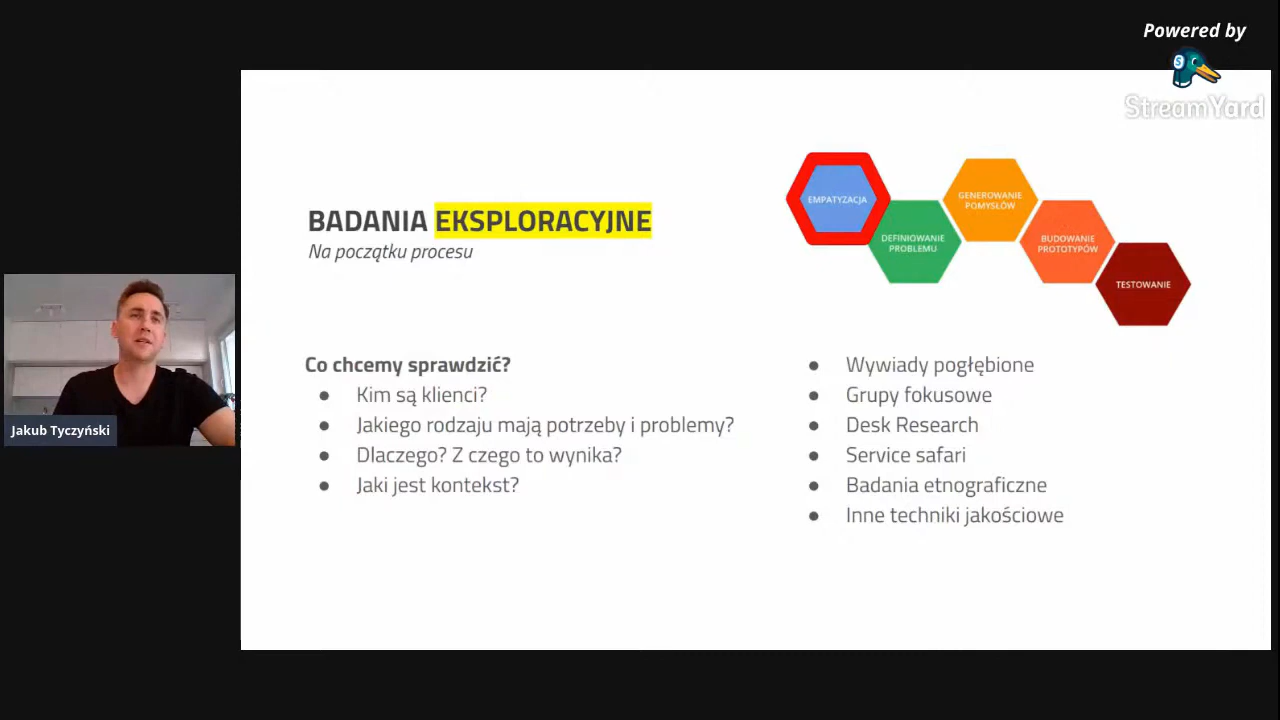 Powered by
StreamYard
BADANIA EKSPLORACYJNE
Na początku procesu
EMPATYZACJA
DEFINIOWANIE
PROBLEMU
GENEROWANIE
POMYSŁÓW
BUDOWANIE
PROTOTYPÓW
TESTOWANIE
Co chcemy sprawdzić?
● Kim są klienci?
● Jakiego rodzaju mają potrzeby i problemy?
● Dlaczego? Z czego to wynika?
● Jaki jest kontekst?
● Wywiady pogłębione
● Grupy fokusowe
● Desk Research
● Service safari
● Badania etnograficzne
● Inne techniki jakościowe
Jakub Tyczyński